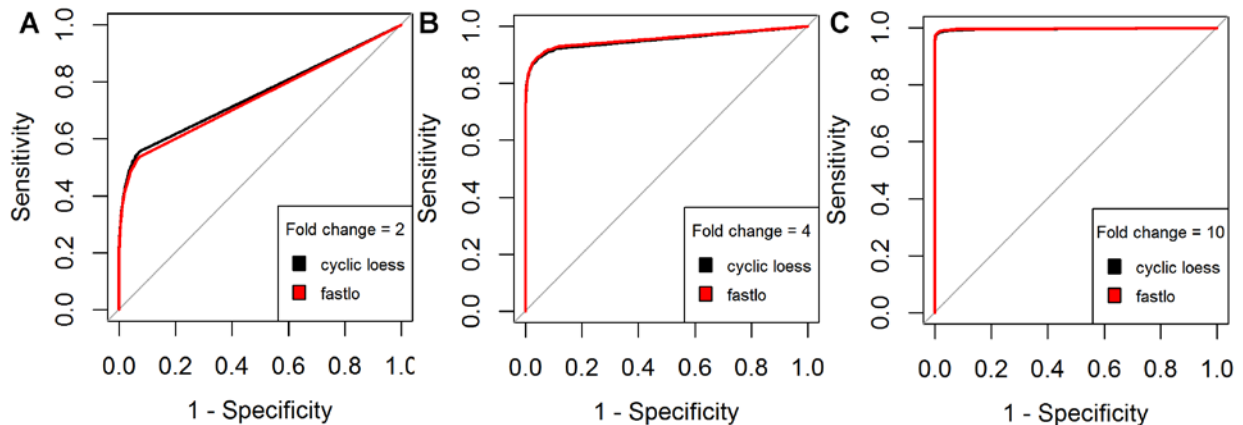 A
Sensitivity
0.0 0.2 0.4 0.6 0.8 1.0
Fold change = 2
cyclic loess
fastlo
0.0 0.2 0.4 0.6 0.8 1.0
1 - Specificity
B
Sensitivity
0.0 0.2 0.4 0.6 0.8 1.0
Fold change = 4
cyclic loess
fastlo
0.0 0.2 0.4 0.6 0.8 1.0
1 - Specificity
C
Sensitivity
0.0 0.2 0.4 0.6 0.8 1.0
Fold change = 10
cyclic loess
fastlo
0.0 0.2 0.4 0.6 0.8 1.0
1 - Specificity